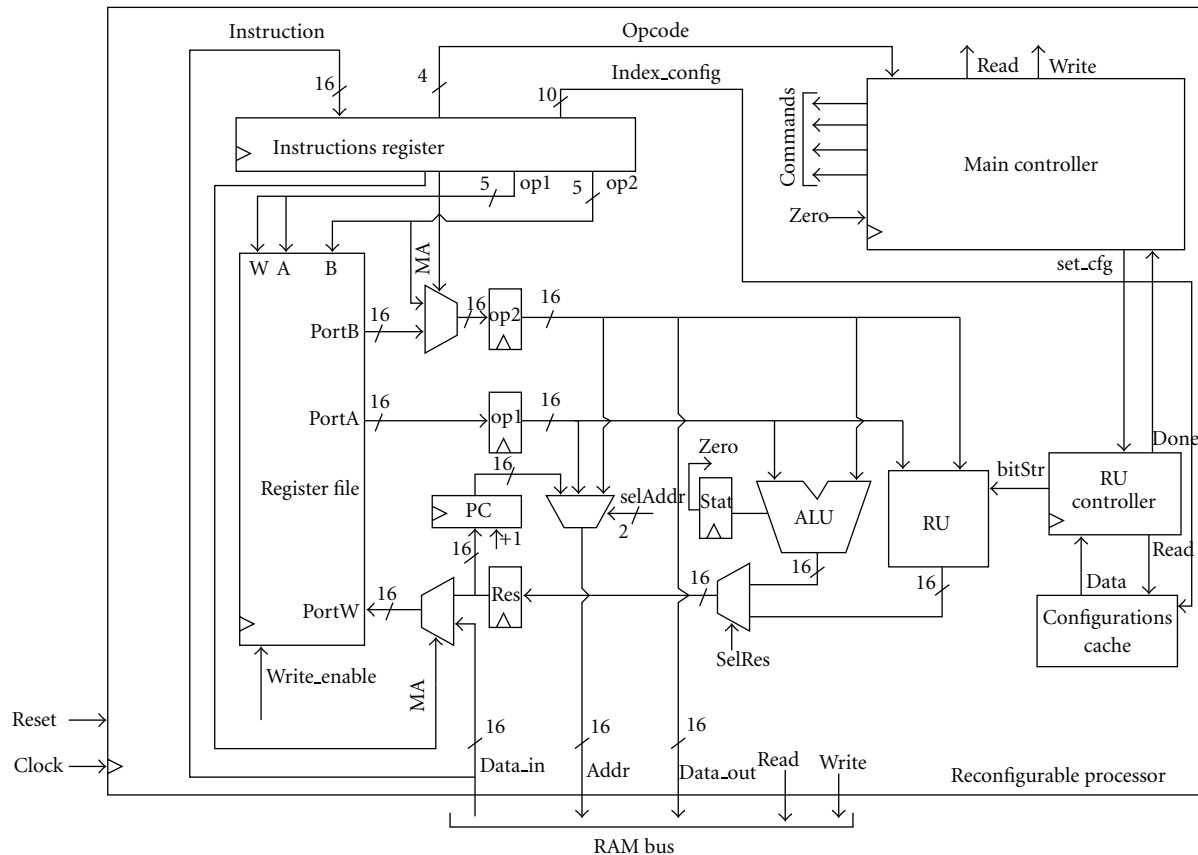 Instruction
Opcode
Index_config
16
4
10
Read
Write
Instructions register
Commands
Main controller
Zero
5
op1
5
op2
W
A
B
MA
set_cfg
PortB
16
16
op2
16
PortA
16
op1
16
Zero
Done
bitStr
RU
controller
Register file
16
PC
+1
selAddr
2
Stat
ALU
RU
16
Read
Data
PortW
16
Res
16
16
16
SelRes
Configurations
cache
Write_enable
MA
Reset
Clock
16
Data_in
16
Addr
16
Data_out
Read
Write
Reconfigurable processor
RAM bus